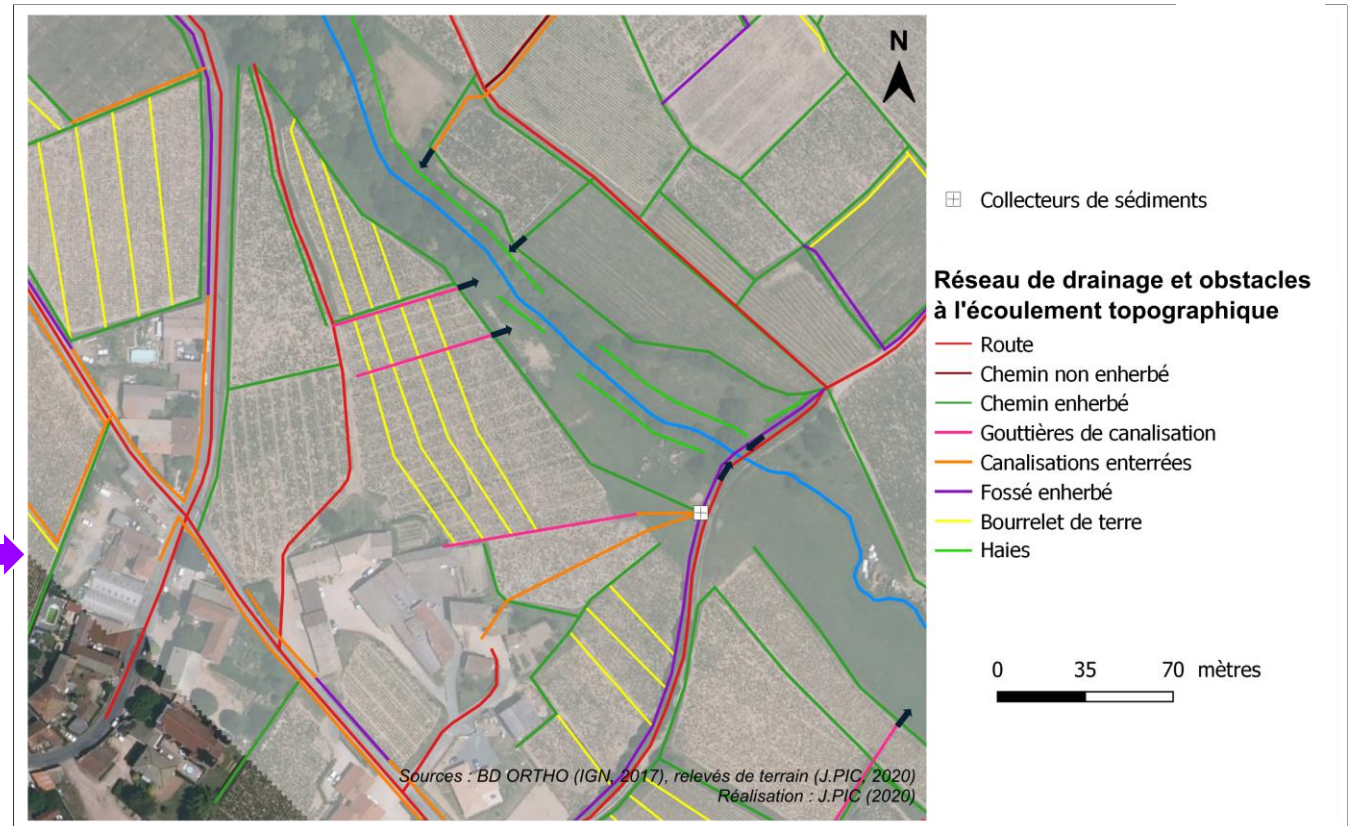 N
Collecteurs de sédiments
Réseau de drainage et obstacles
à l'écoulement topographique
Route
Chemin non enherbé
Chemin enherbé
Gouttières de canalisation
Canalisations enterrées
Fossé enherbé
Bourrelet de terre
Haies
0 35 70 mètres
Sources : BD ORTHO (IGN, 2017), relevés de terrain (J.PIC, 2020)
Réalisation : J.PIC (2020)